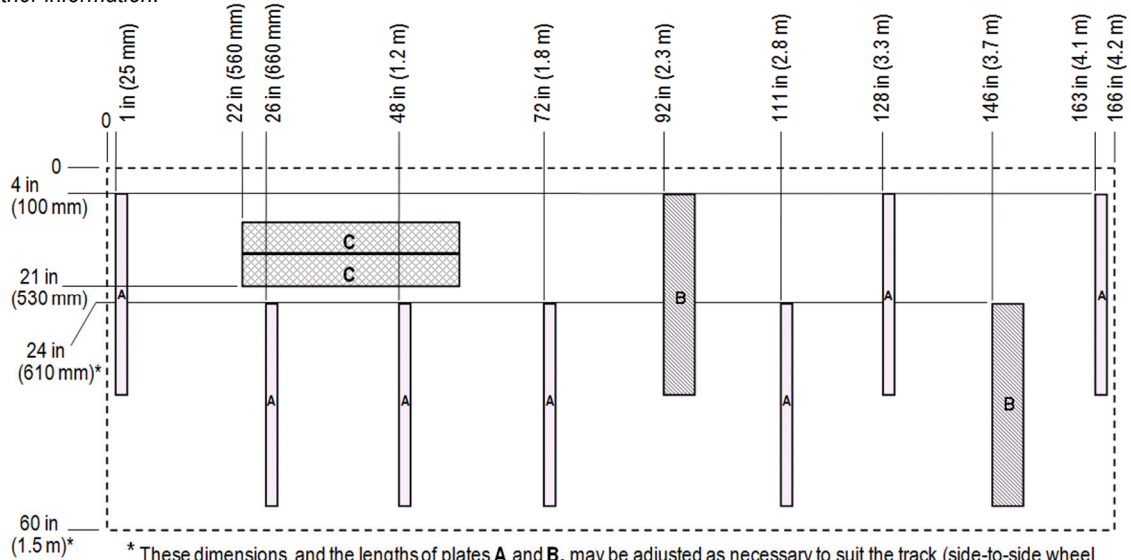 ther information.
0
1 in (25 mm)
22 in (560 mm)
26 in (660 mm)
48 in (1.2 m)
72 in (1.8 m)
92 in (2.3 m)
111 in (2.8 m)
128 in (3.3 m)
146 in (3.7 m)
163 in (4.1 m)
166 in (4.2 m)
0
4 in
(100 mm)
21 in
(530 mm)
24 in
(610 mm)*
60 in
(1.5 m)*
C
C
A
B
A
A
A
A
A
A
B
* These dimensions, and the lengths of plates A and B, may be adjusted as necessary to suit the track (side-to-side wheel